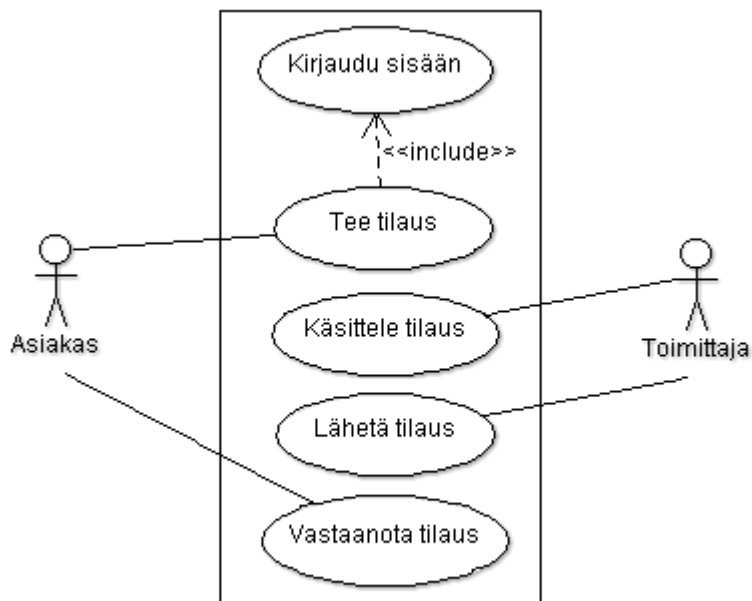 Kirjaudu sisään
<<include>>
Tee tilaus
Asiakas
Käsittele tilaus
Toimittaja
Lähetä tilaus
Vastaanota tilaus